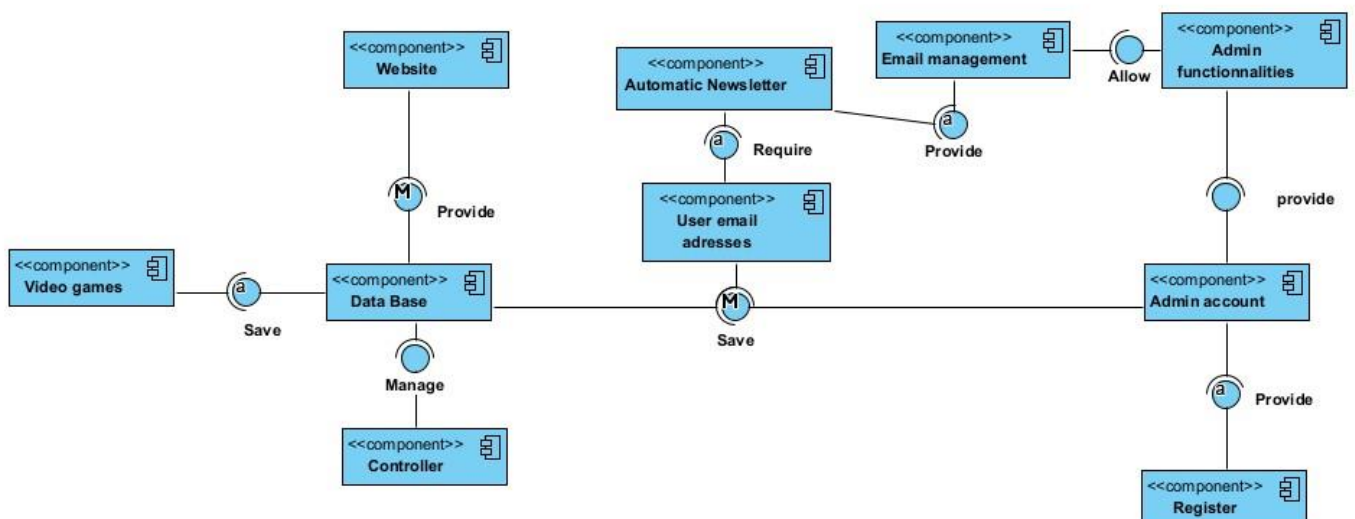 <<component>>
Website
<<component>>
Automatic Newsletter
<<component>>
Email management
<<component>>
Admin
functionnalities
Allow
a
Require
a
Provide
M
Provide
<<component>>
User email
adresses
provide
<<component>>
Video games
a
Save
<<component>>
Data Base
M
Save
<<component>>
Admin account
Manage
a
Provide
<<component>>
Controller
<<component>>
Register